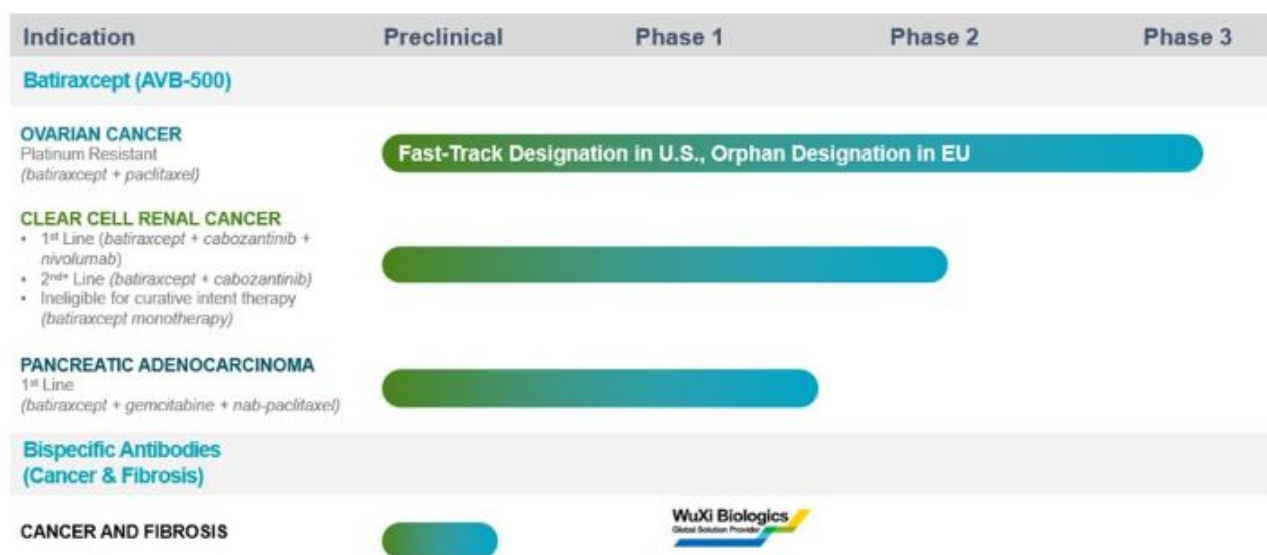 Indication Preclinical Phase 1 Phase 2 Phase 3
Batiraxcept (AVB-500)
OVARIAN CANCER
Platinum Resistant
(batiraxcept + paclitaxel)
Fast-Track Designation in U.S., Orphan Designation in EU
CLEAR CELL RENAL CANCER
• 1st Line (batiraxcept + cabozantinib +
nivolumab)
• 2nd+ Line (batiraxcept + cabozantinib)
• Ineligible for curative intent therapy
(batiraxcept monotherapy)
PANCREATIC ADENOCARCINOMA
1st Line
(batiraxcept + gemcitabine + nab-paclitaxel)
Bispecific Antibodies
(Cancer & Fibrosis)
CANCER AND FIBROSIS
WuXi Biologics
Global Solution Provider